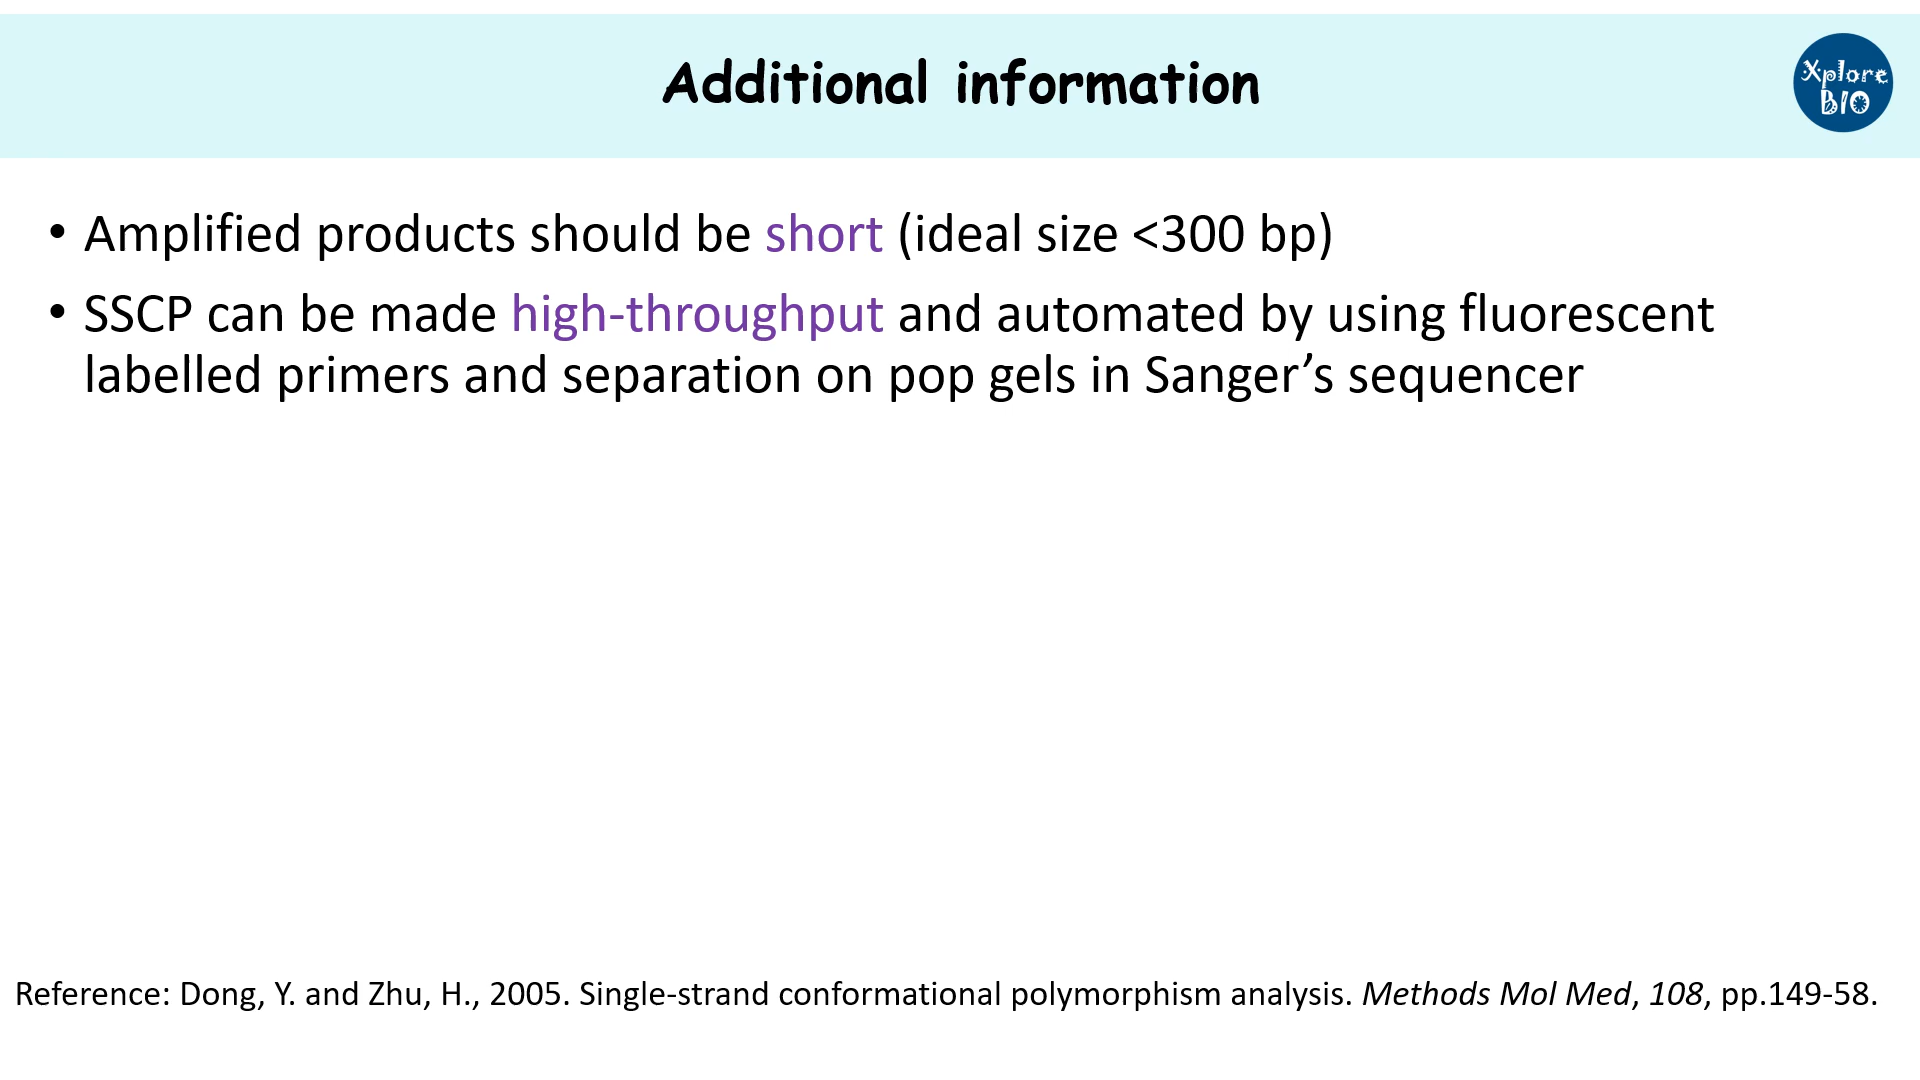 Additional information
Xplore
BIO
• Amplified products should be short (ideal size <300 bp)
• SSCP can be made high-throughput and automated by using fluorescent
labelled primers and separation on pop gels in Sanger’s sequencer
Reference: Dong, Y. and Zhu, H., 2005. Single-strand conformational polymorphism analysis. Methods Mol Med, 108, pp.149-58.